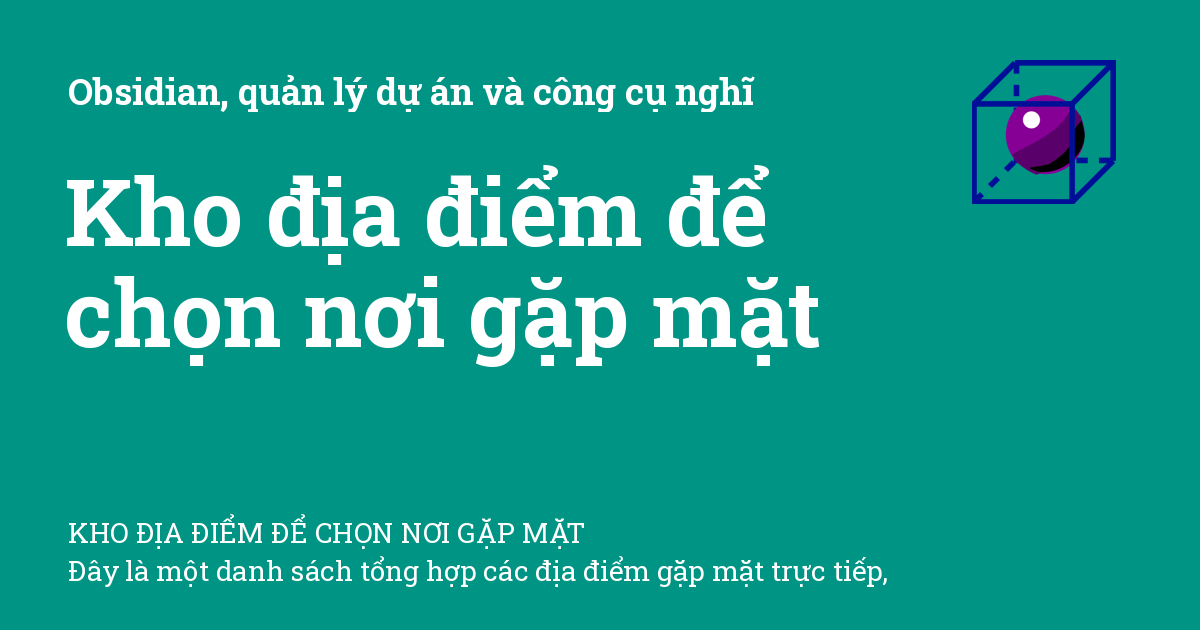 Obsidian, quản lý dự án và công cụ nghĩ
Kho địa điểm để
chọn nơi gặp mặt
KHO ĐỊA ĐIỂM ĐỂ CHỌN NƠI GẶP MẶT
Đây là một danh sách tổng hợp các địa điểm gặp mặt trực tiếp,